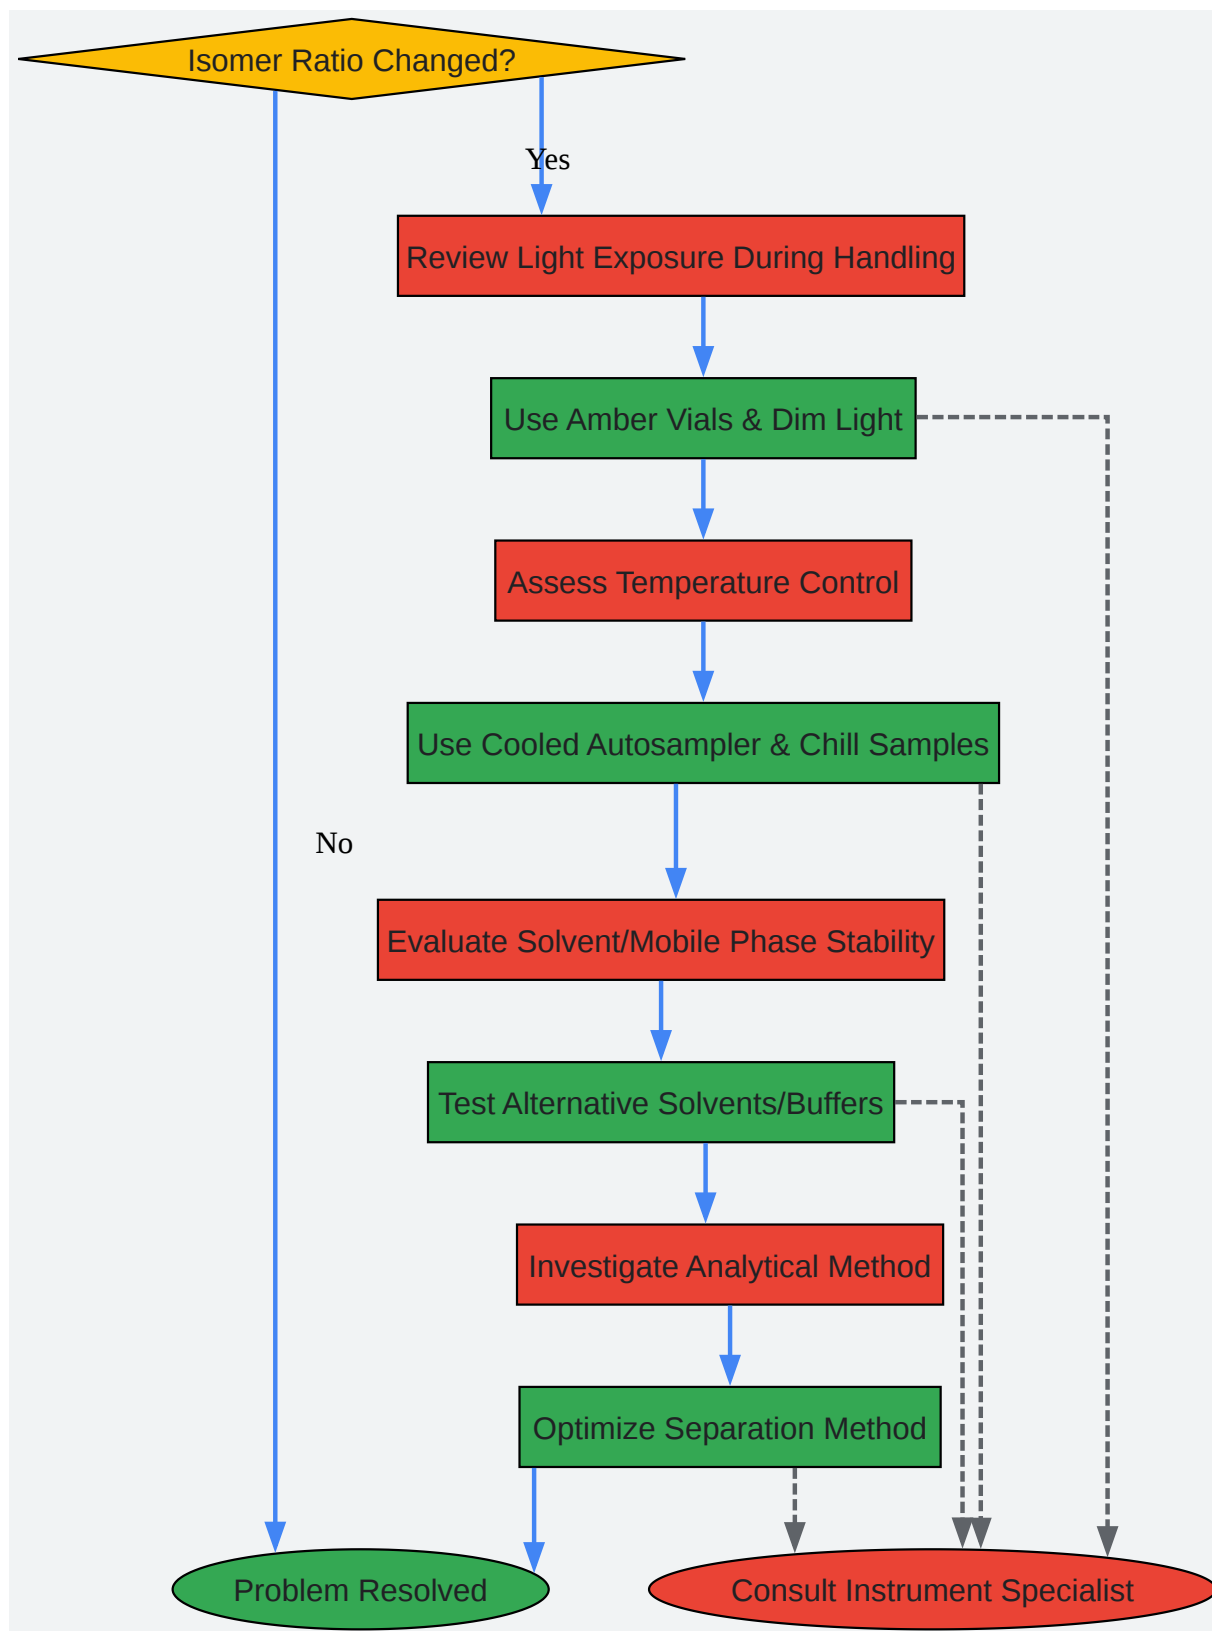 Isomer Ratio Changed?
Yes
Review Light Exposure During Handling
Use Amber Vials & Dim Light
Assess Temperature Control
Use Cooled Autosampler & Chill Samples
No
Evaluate Solvent/Mobile Phase Stability
Test Alternative Solvents/Buffers
Investigate Analytical Method
Optimize Separation Method
Problem Resolved
Consult Instrument Specialist